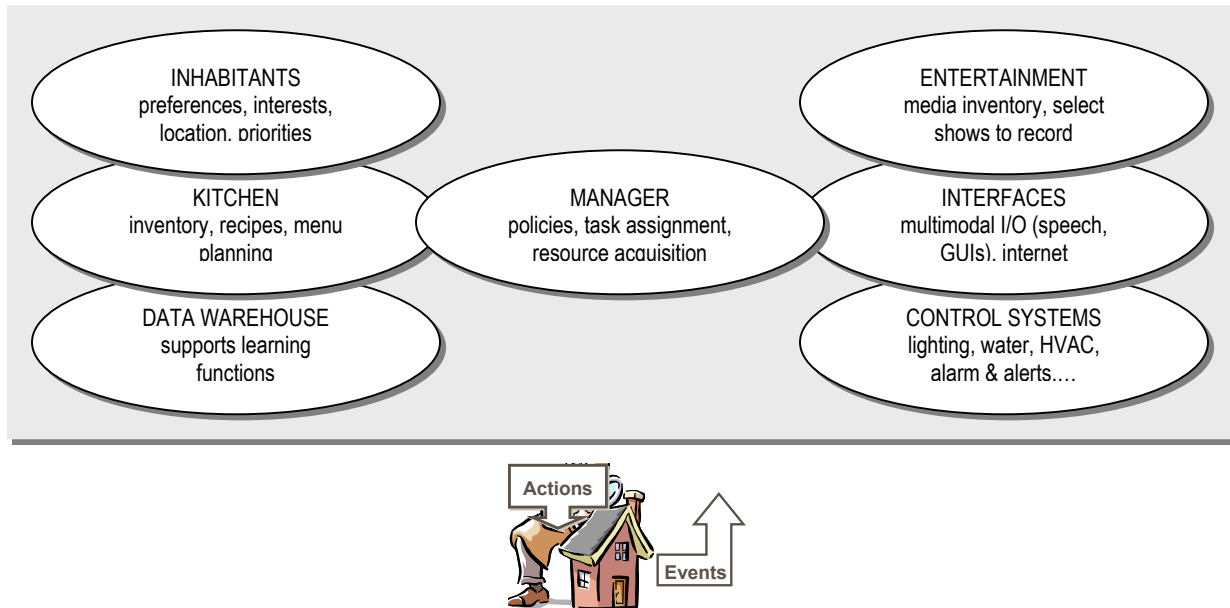 INHABITANTS
preferences, interests,
location, priorities
KITCHEN
inventory, recipes, menu
planning
DATA WAREHOUSE
supports learning
functions
MANAGER
policies, task assignment,
resource acquisition
ENTERTAINMENT
media inventory, select
shows to record
INTERFACES
multimodal I/O (speech,
GUIs), internet
CONTROL SYSTEMS
lighting, water, HVAC,
alarm & alerts....
Actions
Events